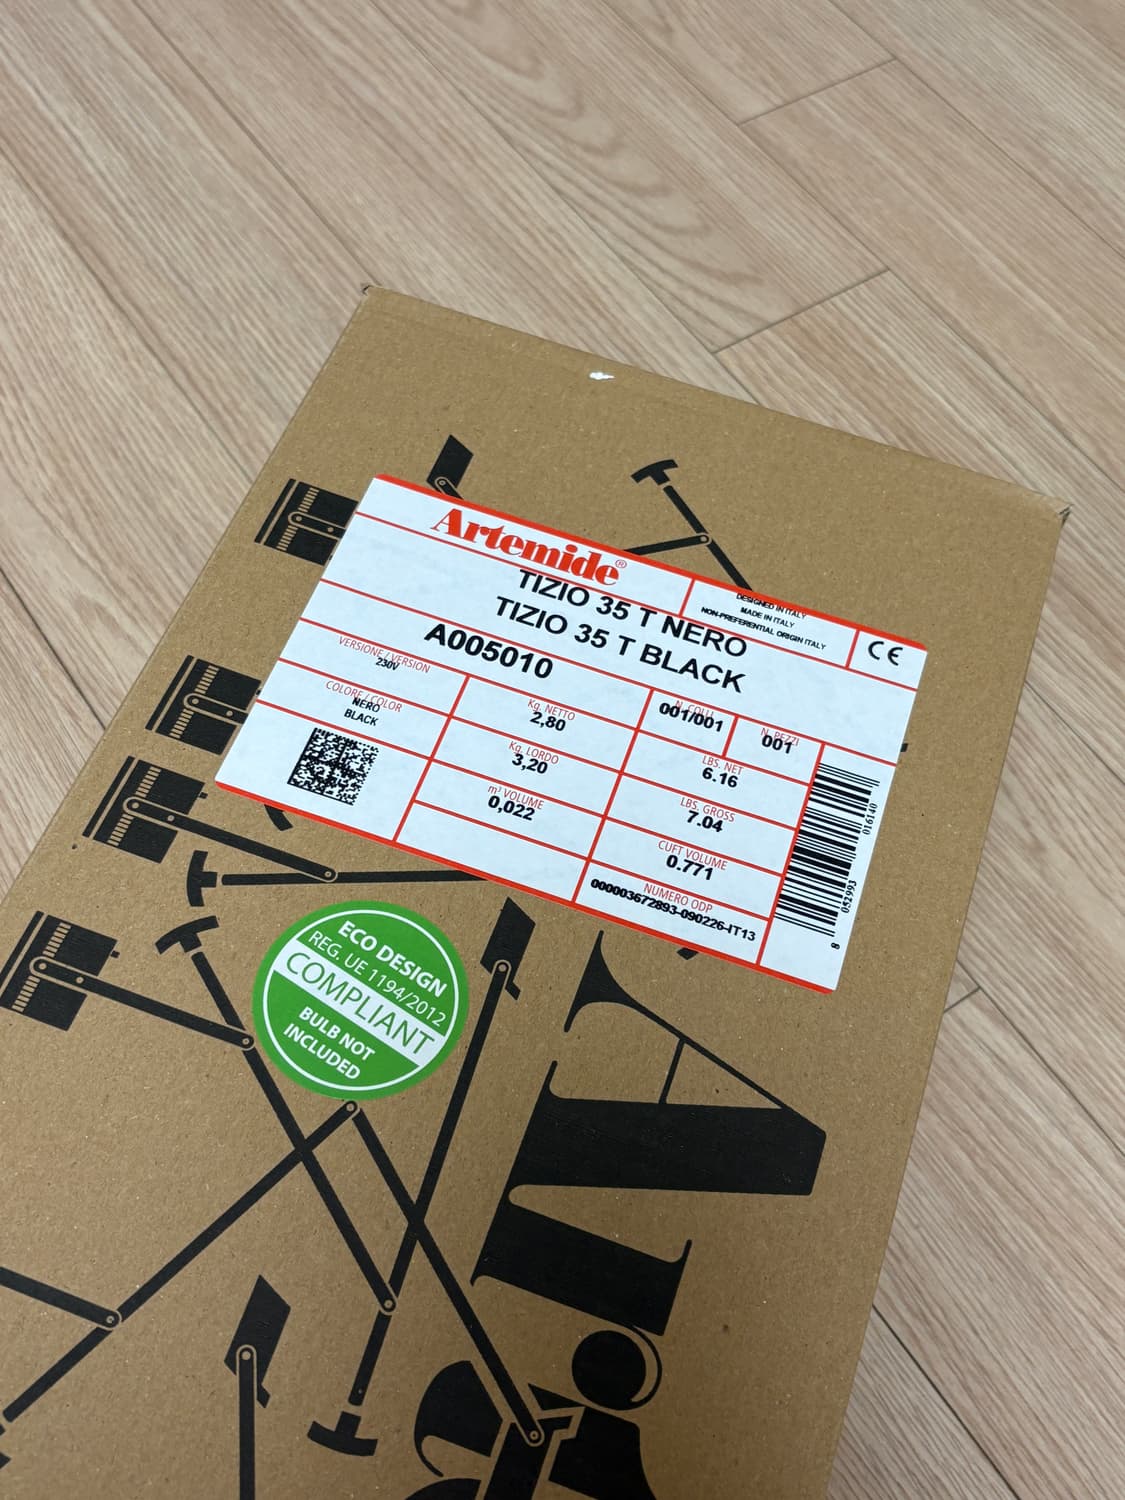 Artemide®
DESIGNED IN ITALY
MADE IN ITALY
NON-PREFERENTIAL ORIGIN ITALY
CE
TIZIO 35 T NERO
TIZIO 35 T BLACK
A005010
VERSIONE / VERSION
230V
COLORE / COLOR
NERO
BLACK
Kg. NETTO
2,80
Kg. LORDO
3,20
m³ VOLUME
0,022
N. COLLI
001/001
N. PEZZI
001
LBS. NET
6.16
LBS. GROSS
7.04
CUFT VOLUME
0.771
NUMERO ODP
000003672893-090226-IT13
8 052993 016140
ECO DESIGN
REG. UE 1194/2012
COMPLIANT
BULB NOT
INCLUDED